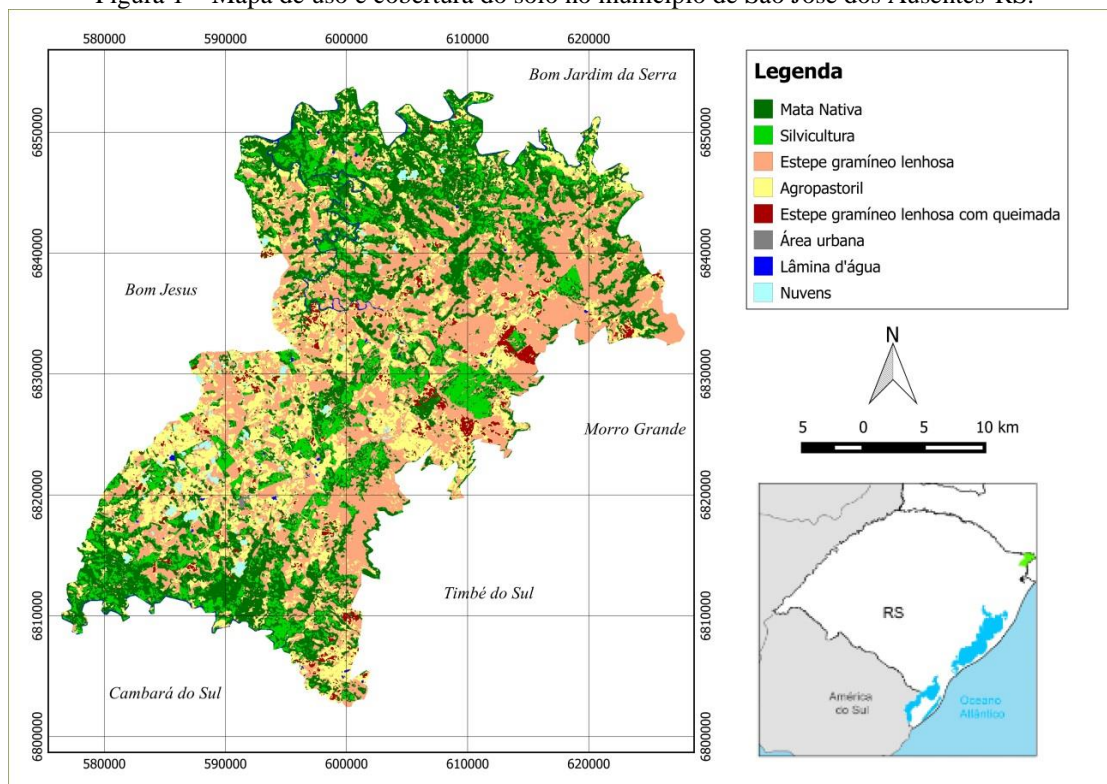 Figura 1 – Mapa de uso e cobertura do solo no município de São José dos Ausentes-RS.
580000 590000 600000 610000 620000
Bom Jardim da Serra
6850000 6850000
6840000 6840000
Bom Jesus
6830000 6830000
Morro Grande
6820000 6820000
Timbé do Sul
6810000 6810000
Cambará do Sul
6800000 6800000
580000 590000 600000 610000 620000
Legenda
Mata Nativa
Silvicultura
Estepe gramíneo lenhosa
Agropastoril
Estepe gramíneo lenhosa com queimada
Área urbana
Lâmina d'água
Nuvens
N
5 0 5 10 km
RS
América
do Sul
Oceano
Atlântico